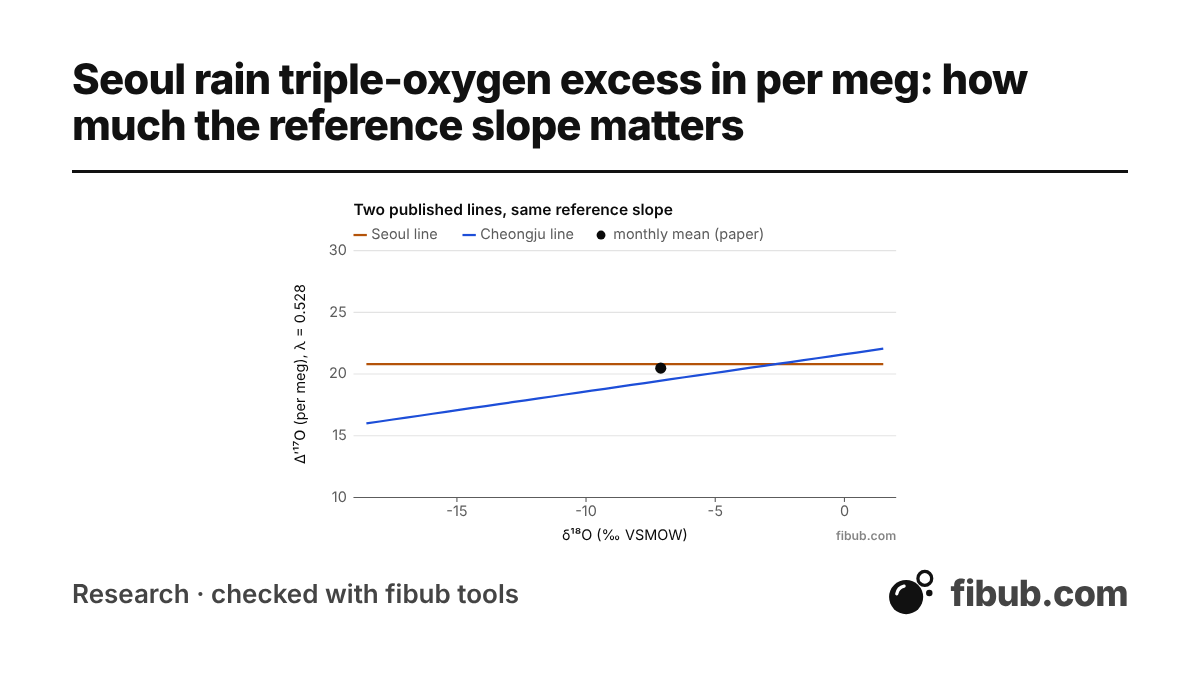 Seoul rain triple-oxygen excess in per meg: how
much the reference slope matters
Two published lines, same reference slope
Seoul line
Cheongju line
monthly mean (paper)
30
25
20
15
10
Δ′¹⁷O (per meg), λ = 0.528
-15
-10
-5
0
δ¹⁸O (‰ VSMOW)
fibub.com
Research · checked with fibub tools
fibub.com